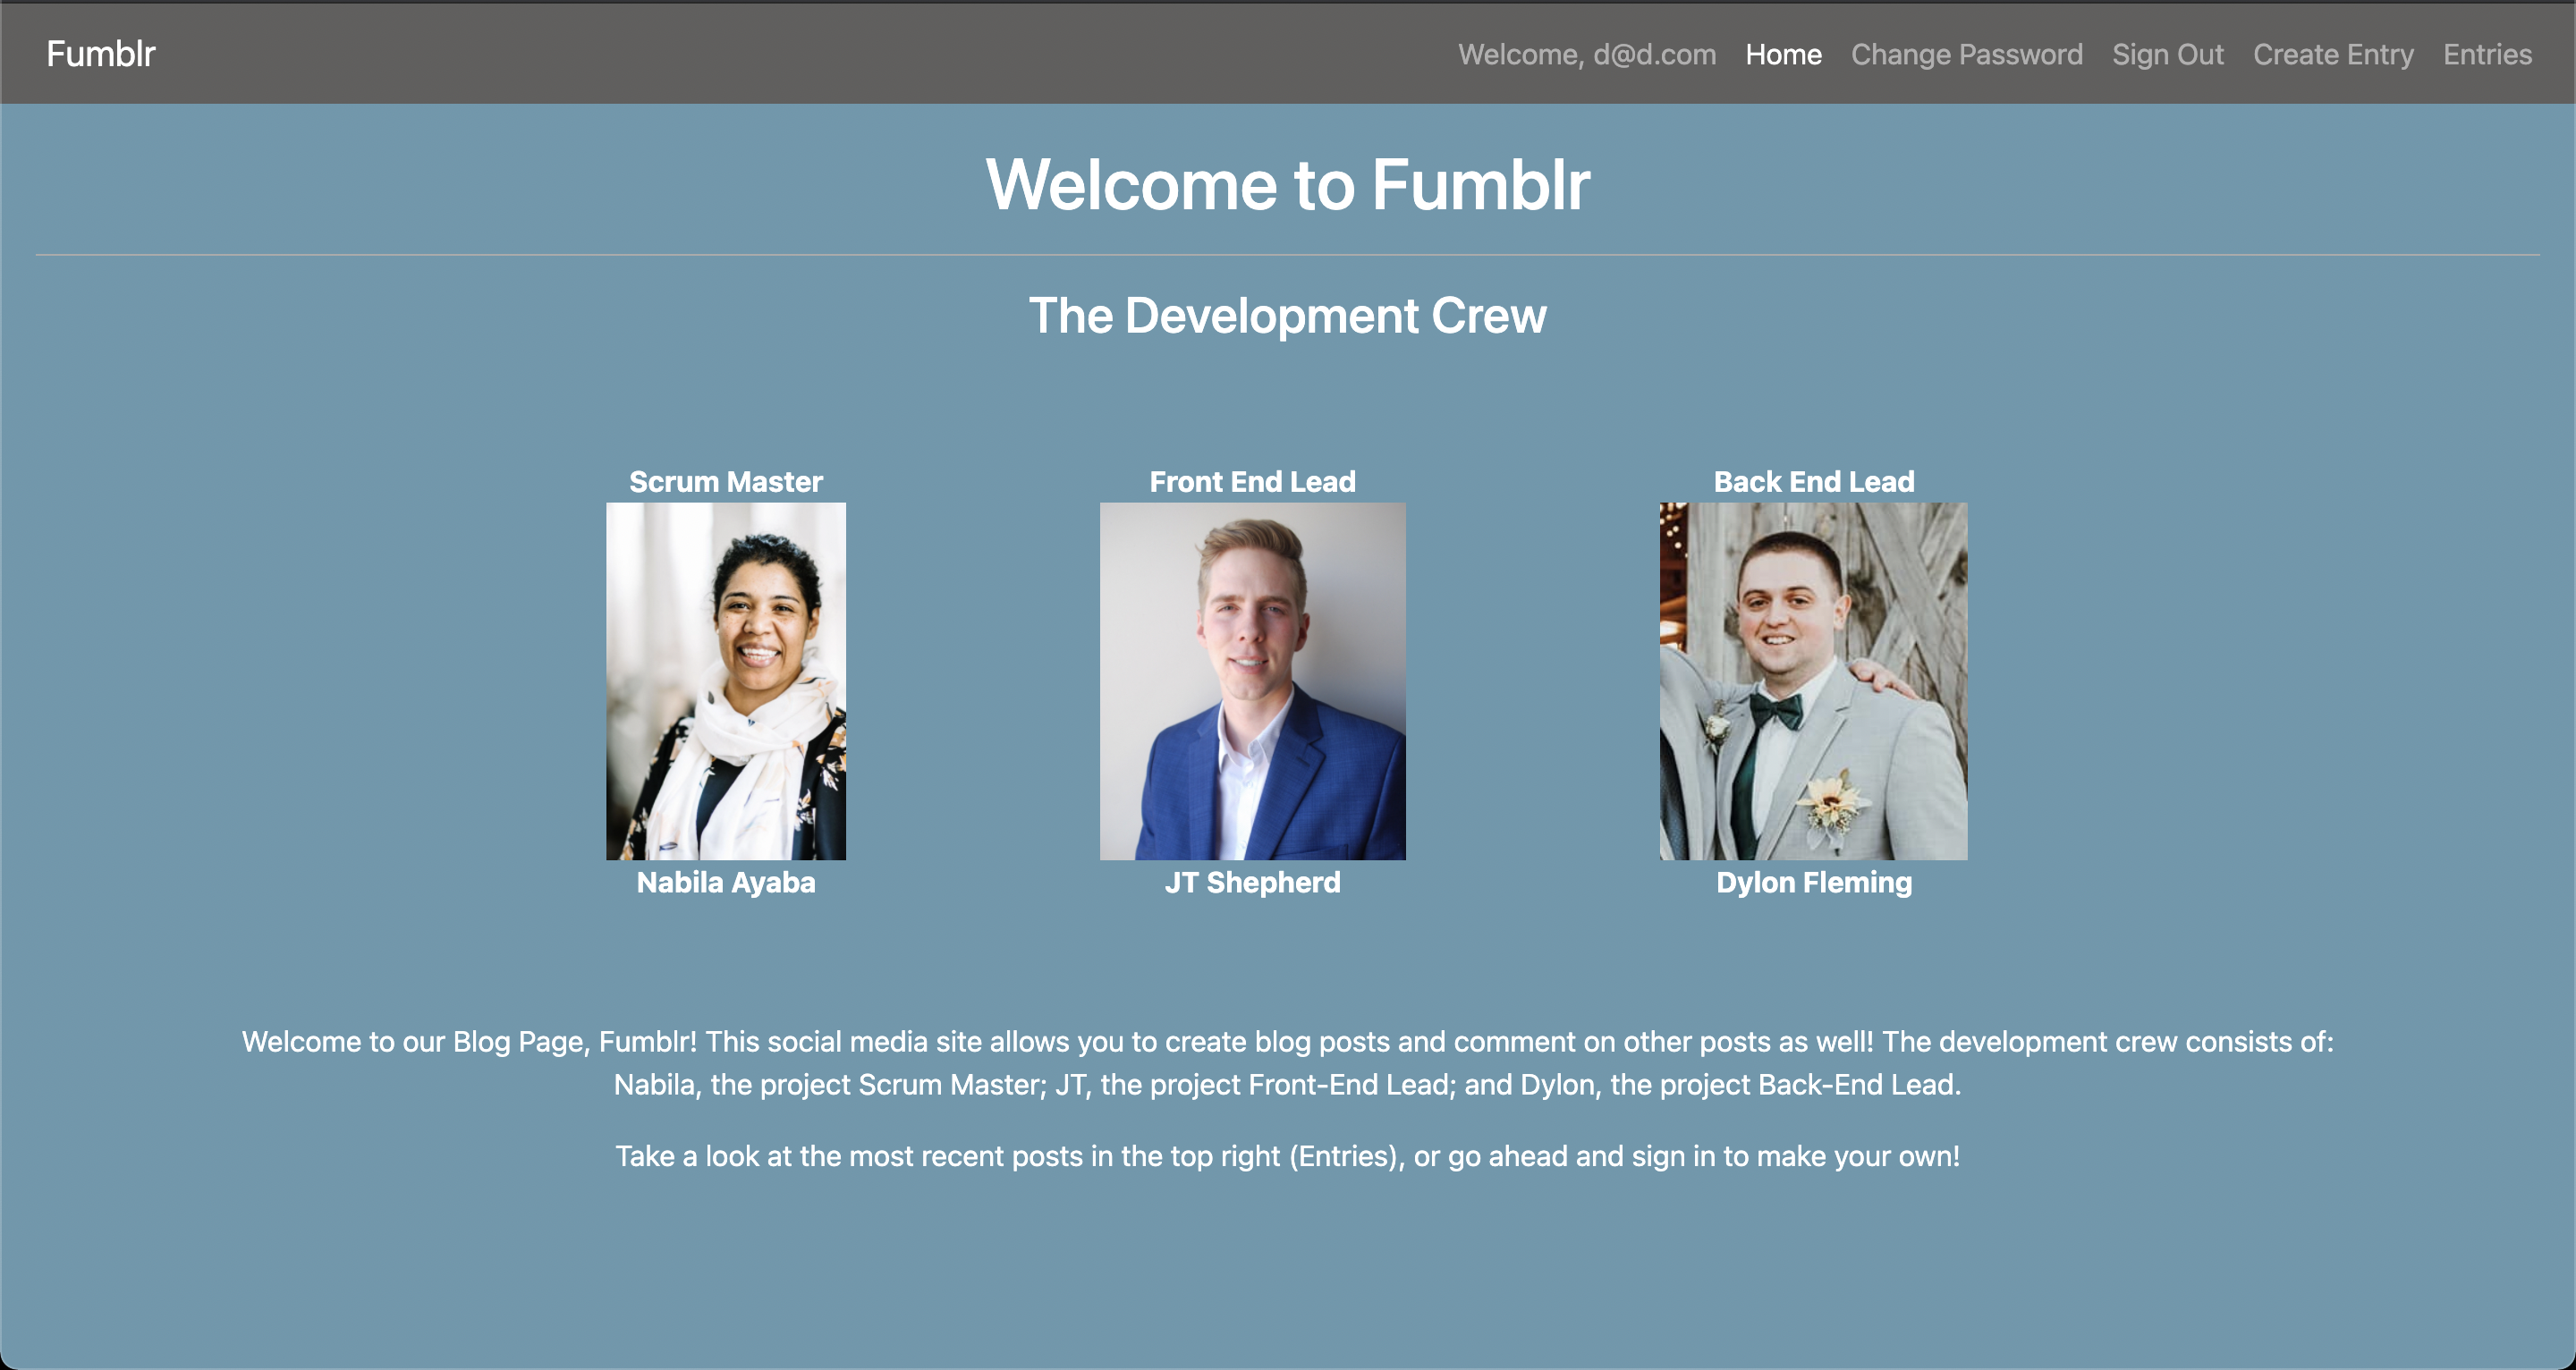 Fumblr
Welcome, d@d.com Home Change Password Sign Out Create Entry Entries
Welcome to Fumblr
The Development Crew
Scrum Master
Front End Lead
Back End Lead
Nabila Ayaba
JT Shepherd
Dylon Fleming
Welcome to our Blog Page, Fumblr! This social media site allows you to create blog posts and comment on other posts as well! The development crew consists of:
Nabila, the project Scrum Master; JT, the project Front-End Lead; and Dylon, the project Back-End Lead.
Take a look at the most recent posts in the top right (Entries), or go ahead and sign in to make your own!